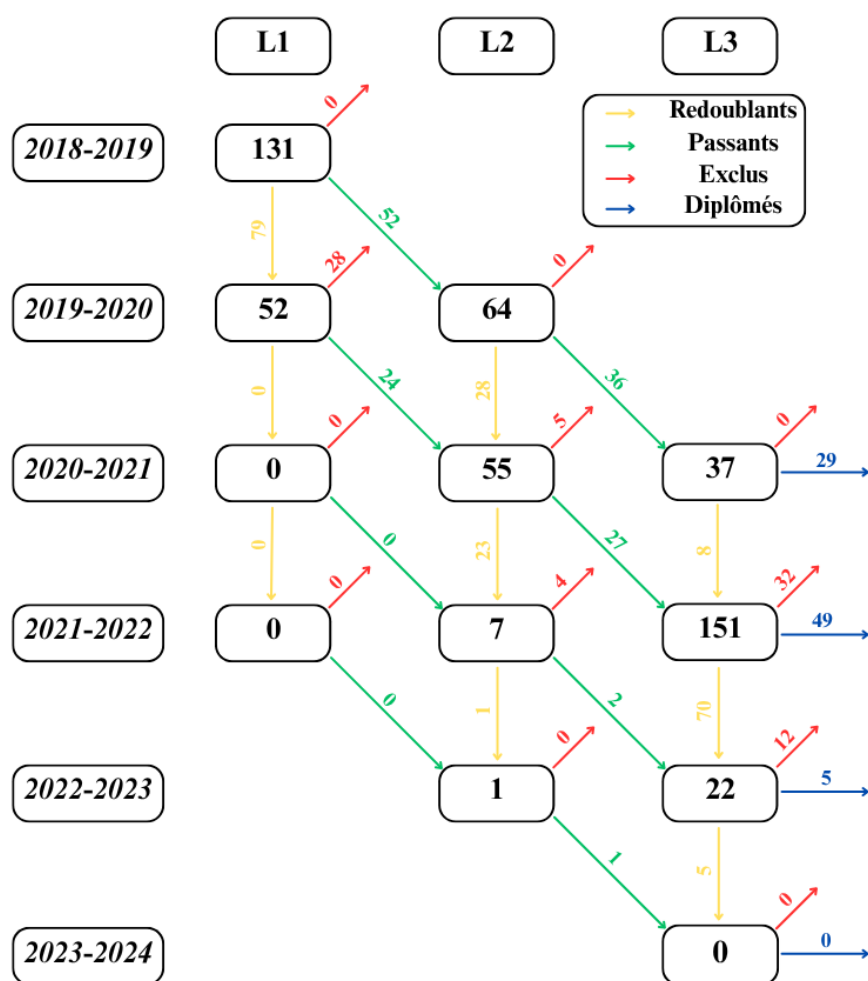 L1 L2 L3
0
Redoublants
2018-2019 131 Passants
Exclus
52 Diplômés
79
28 0
2019-2020 52 64
24 36
0 28
0 5 0
2020-2021 0 55 37 29
0 27
0 23 8
0 4 32
2021-2022 0 7 151 49
0 2
1 70
0 12
2022-2023 1 22 5
1
5
0
2023-2024 0 0